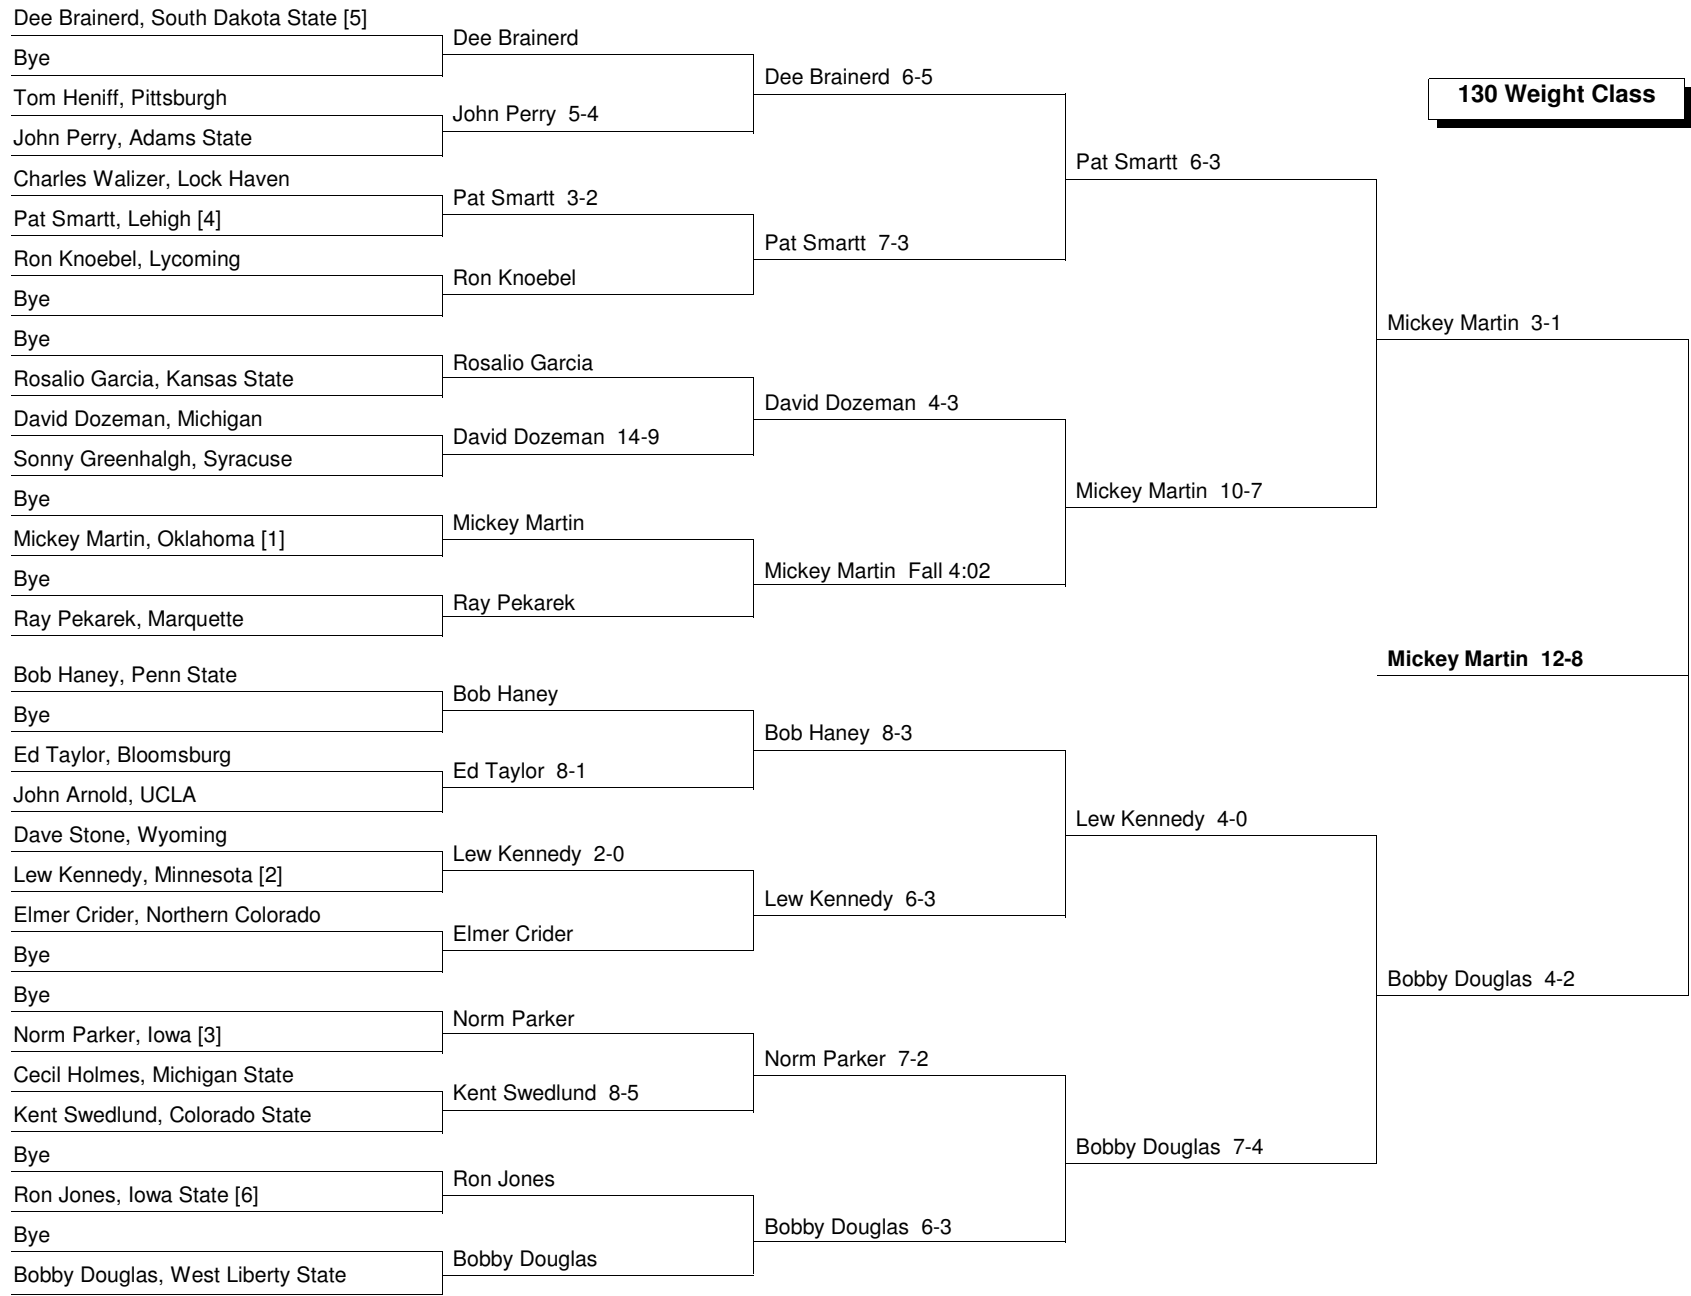 Dee Brainerd, South Dakota State [5]
Bye
Tom Heniff, Pittsburgh
John Perry, Adams State
Charles Walizer, Lock Haven
Pat Smartt, Lehigh [4]
Ron Knoebel, Lycoming
Bye
Bye
Rosalio Garcia, Kansas State
David Dozeman, Michigan
Sonny Greenhalgh, Syracuse
Bye
Mickey Martin, Oklahoma [1]
Bye
Ray Pekarek, Marquette
Bob Haney, Penn State
Bye
Ed Taylor, Bloomsburg
John Arnold, UCLA
Dave Stone, Wyoming
Lew Kennedy, Minnesota [2]
Elmer Crider, Northern Colorado
Bye
Bye
Norm Parker, Iowa [3]
Cecil Holmes, Michigan State
Kent Swedlund, Colorado State
Bye
Ron Jones, Iowa State [6]
Bye
Bobby Douglas, West Liberty State
Dee Brainerd
John Perry 5-4
Pat Smartt 3-2
Ron Knoebel
Rosalio Garcia
David Dozeman 14-9
Mickey Martin
Ray Pekarek
Bob Haney
Ed Taylor 8-1
Lew Kennedy 2-0
Elmer Crider
Norm Parker
Kent Swedlund 8-5
Ron Jones
Bobby Douglas
Dee Brainerd 6-5
Pat Smartt 7-3
David Dozeman 4-3
Mickey Martin Fall 4:02
Bob Haney 8-3
Lew Kennedy 6-3
Norm Parker 7-2
Bobby Douglas 6-3
Pat Smartt 6-3
Mickey Martin 10-7
Lew Kennedy 4-0
Bobby Douglas 7-4
130 Weight Class
Mickey Martin 3-1
Mickey Martin 12-8
Bobby Douglas 4-2